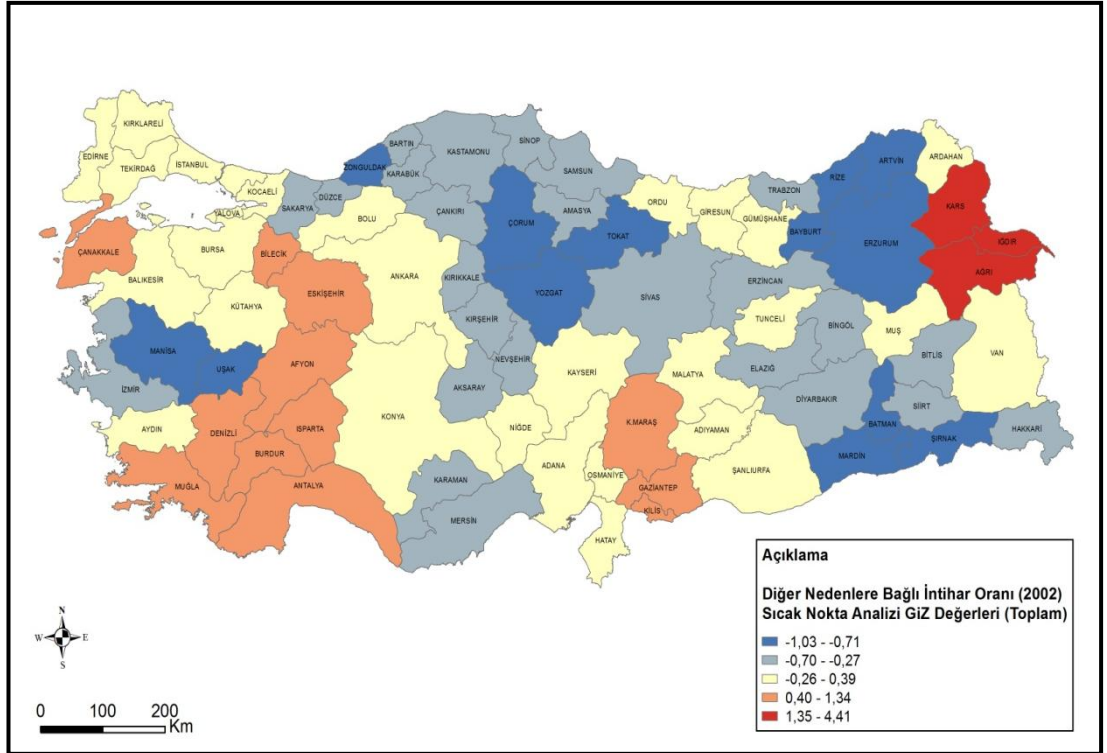 KIRKLARELİ
EDİRNE
TEKİRDAĞ
İSTANBUL
KOCAELİ
YALOVA
SAKARYA
DÜZCE
ZONGULDAK
BARTIN
KARABÜK
KASTAMONU
SİNOP
SAMSUN
ÇANKIRI
BOLU
ÇORUM
AMASYA
TOKAT
ORDU
GİRESUN
GÜMÜŞHANE
TRABZON
RİZE
ARTVİN
ARDAHAN
KARS
IĞDIR
AĞRI
BAYBURT
ERZURUM
ÇANAKKALE
BALIKESİR
BURSA
BİLECİK
ESKİŞEHİR
KÜTAHYA
ANKARA
KIRIKKALE
YOZGAT
KIRŞEHİR
NEVŞEHİR
SİVAS
ERZİNCAN
TUNCELİ
BİNGÖL
MUŞ
BİTLİS
VAN
MANİSA
UŞAK
AFYON
İZMİR
AYDIN
DENİZLİ
ISPARTA
BURDUR
MUĞLA
ANTALYA
KONYA
AKSARAY
NİĞDE
KAYSERİ
MALATYA
ELAZIĞ
DİYARBAKIR
BATMAN
SİİRT
ŞIRNAK
HAKKARİ
MARDİN
K.MARAŞ
ADIYAMAN
ŞANLIURFA
GAZİANTEP
KİLİS
OSMANİYE
ADANA
HATAY
KARAMAN
MERSİN
N
W E
S
0 100 200
Km
Açıklama
Diğer Nedenlere Bağlı İntihar Oranı (2002)
Sıcak Nokta Analizi GiZ Değerleri (Toplam)
-1,03 - -0,71
-0,70 - -0,27
-0,26 - 0,39
0,40 - 1,34
1,35 - 4,41